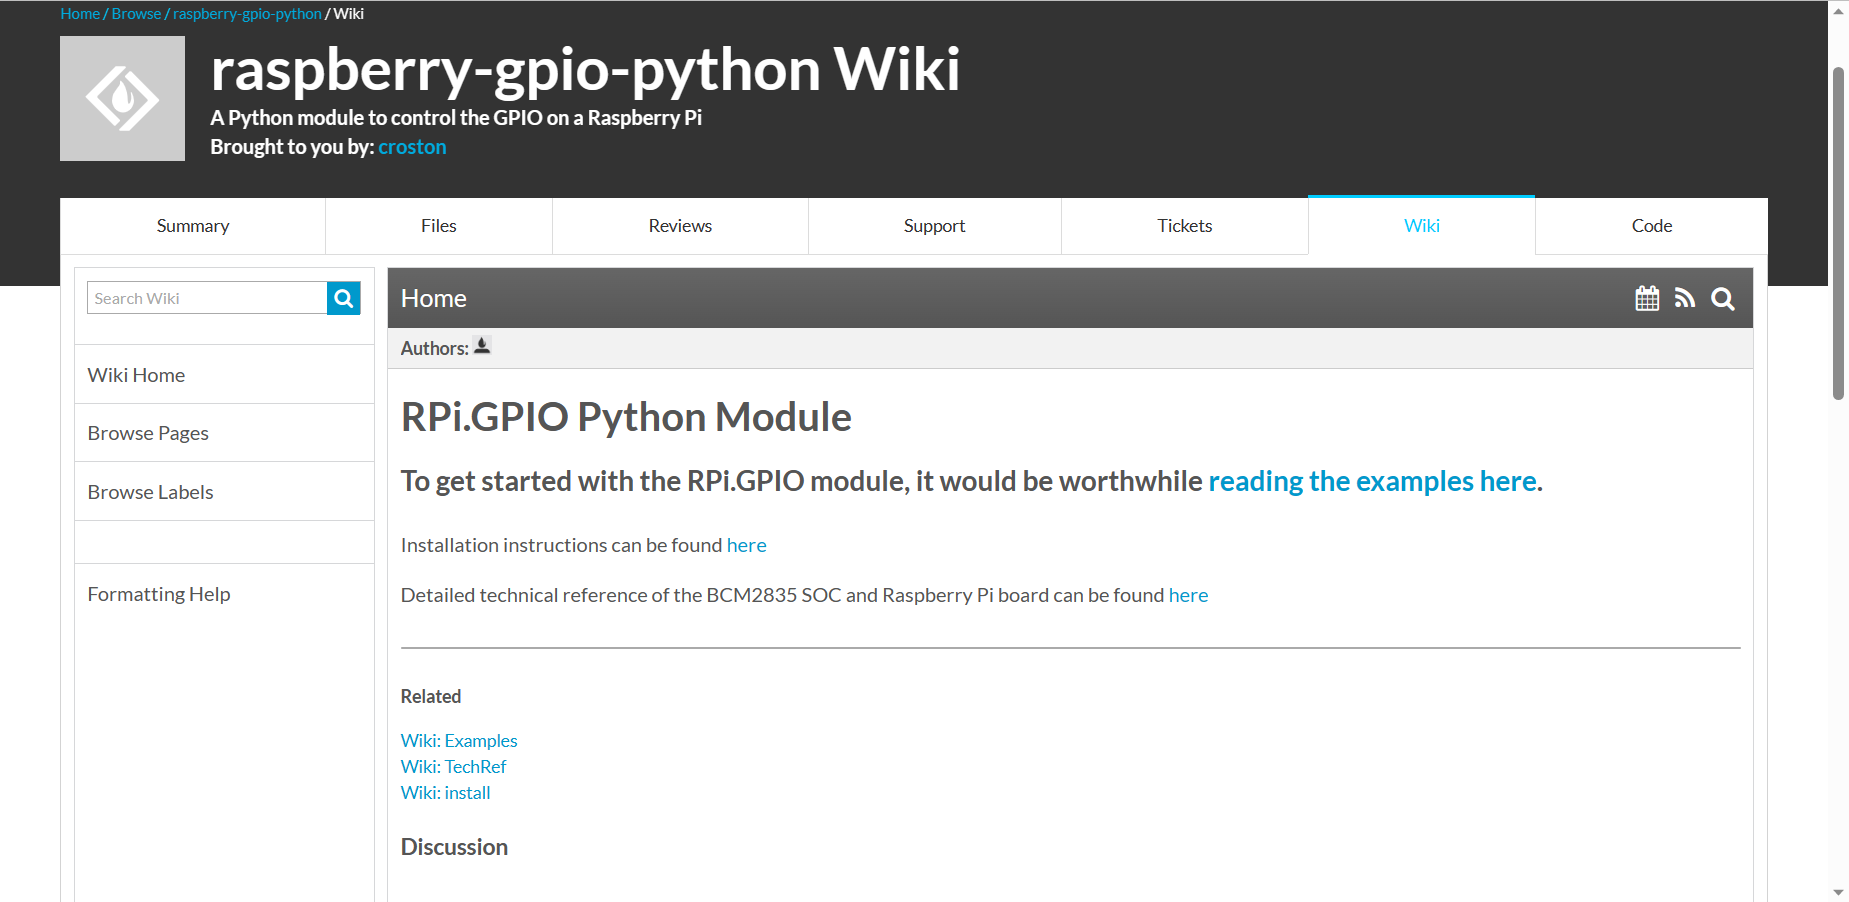 Home / Browse / raspberry-gpio-python / Wiki
raspberry-gpio-python Wiki
A Python module to control the GPIO on a Raspberry Pi
Brought to you by: croston
Summary
Files
Reviews
Support
Tickets
Wiki
Code
Search Wiki
Wiki Home
Browse Pages
Browse Labels
Formatting Help
Home
Authors:
RPi.GPIO Python Module
To get started with the RPi.GPIO module, it would be worthwhile reading the examples here.
Installation instructions can be found here
Detailed technical reference of the BCM2835 SOC and Raspberry Pi board can be found here
Related
Wiki: Examples
Wiki: TechRef
Wiki: install
Discussion